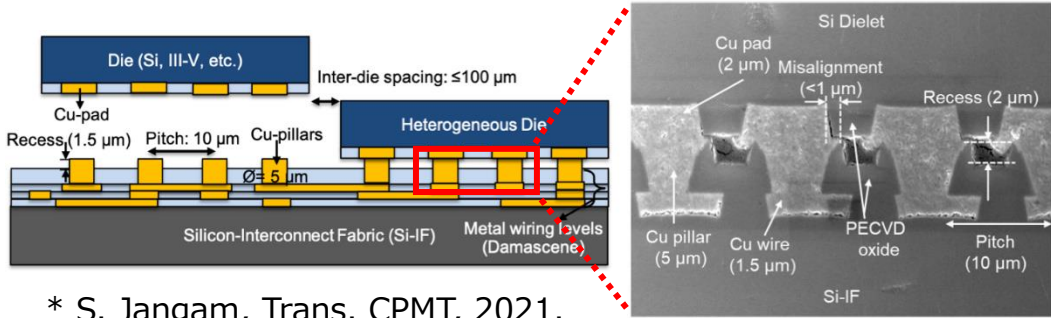 Die (Si, III-V, etc.)
Cu-pad
Inter-die spacing: ≤100 μm
Heterogeneous Die
Recess (1.5 μm)
Pitch: 10 μm
Cu-pillars
Ø= 5 μm
Silicon-Interconnect Fabric (Si-IF)
Metal wiring levels
(Damascene)
* S. Jangam, Trans. CPMT, 2021.
Si Dielet
Cu pad
(2 μm)
Misalignment
(<1 μm)
Recess (2 μm)
Cu pillar
(5 μm)
Cu wire
(1.5 μm)
PECVD
oxide
Pitch
(10 μm)
Si-IF